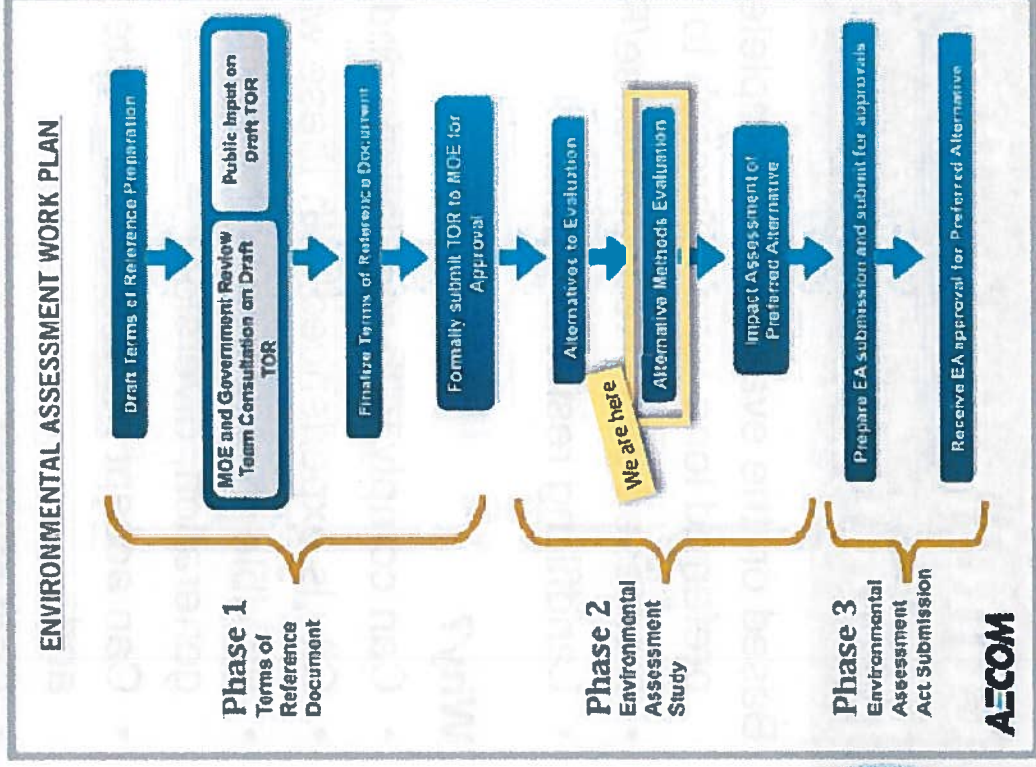 ENVIRONMENTAL ASSESSMENT WORK PLAN
Phase 1
Terms of
Reference
Document
Draft Terms of Reference Preparation
MOE and Government Review
Team Consultation on Draft
TOR
Public Input on
Draft TOR
Finalize Terms of Reference Document
Formally submit TOR to MOE for
Approval
Phase 2
Environmental
Assessment
Study
Alternatives to Evaluation
We are here
Alternative Methods Evaluation
Impact Assessment of
Preferred Alternative
Phase 3
Environmental
Assessment
Act Submission
Prepare EA submission and submit for approvals
Receive EA approval for Preferred Alternative
AECOM